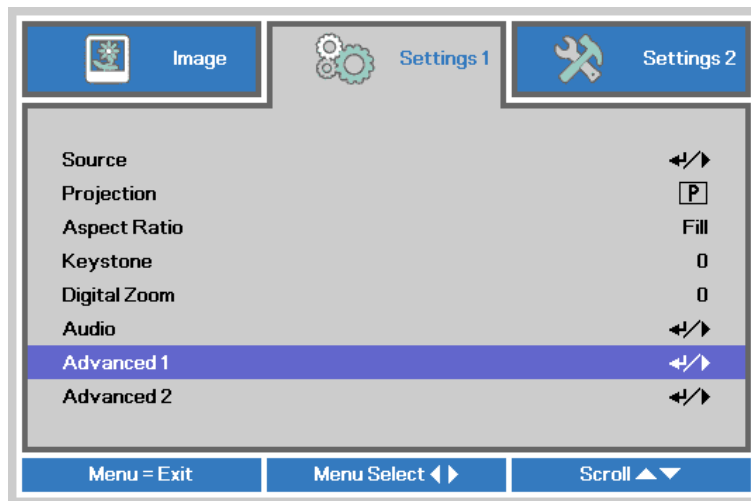 Image
Settings 1
Settings 2
Source
Projection P
Aspect Ratio Fill
Keystone 0
Digital Zoom 0
Audio
Advanced 1
Advanced 2
Menu = Exit
Menu Select
Scroll